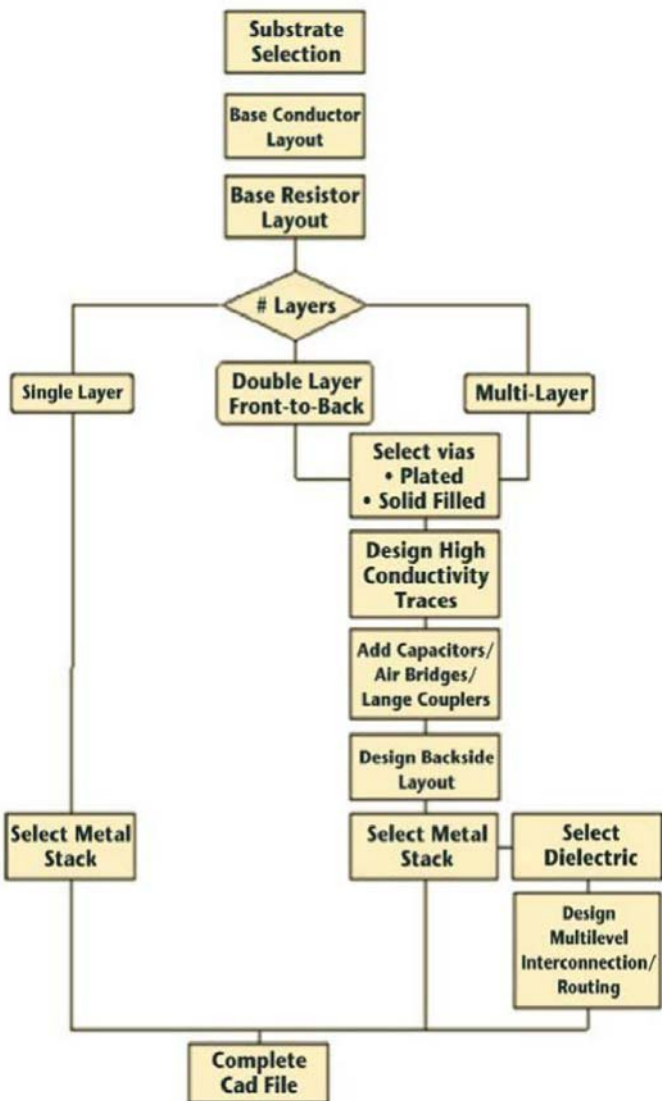 Substrate
Selection
Base Conductor
Layout
Base Resistor
Layout
# Layers
Single Layer
Double Layer
Front-to-Back
Multi-Layer
Select vias
• Plated
• Solid Filled
Design High
Conductivity
Traces
Add Capacitors/
Air Bridges/
Lange Couplers
Design Backside
Layout
Select Metal
Stack
Select Metal
Stack
Select
Dielectric
Design
Multilevel
Interconnection/
Routing
Complete
Cad File